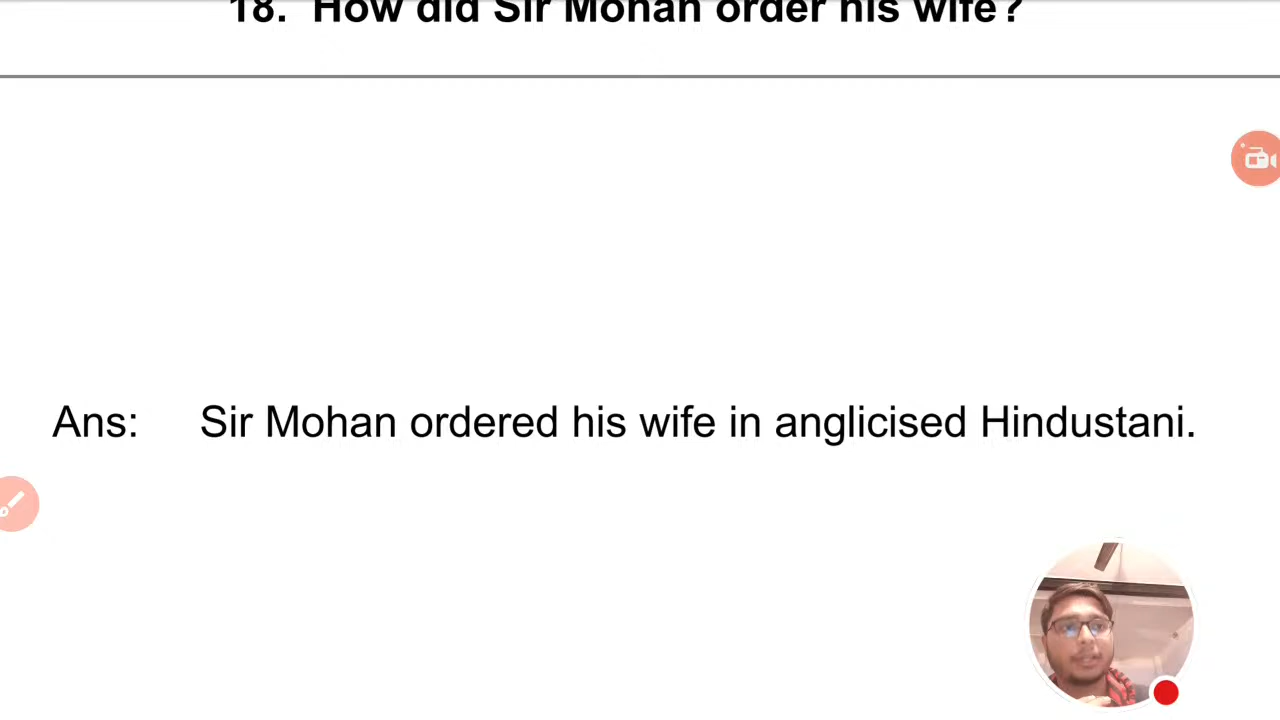 18. How did Sir Mohan order his wife?
Ans: Sir Mohan ordered his wife in anglicised Hindustani.